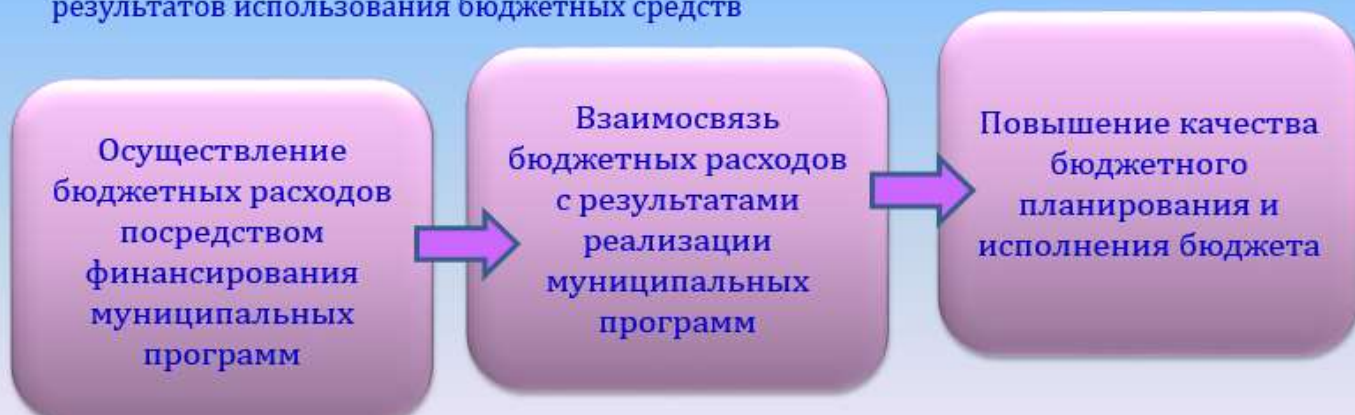 результатов использования бюджетных средств
Осуществление
бюджетных расходов
посредством
финансирования
муниципальных
программ
Взаимосвязь
бюджетных расходов
с результатами
реализации
муниципальных
программ
Повышение качества
бюджетного
планирования и
исполнения бюджета